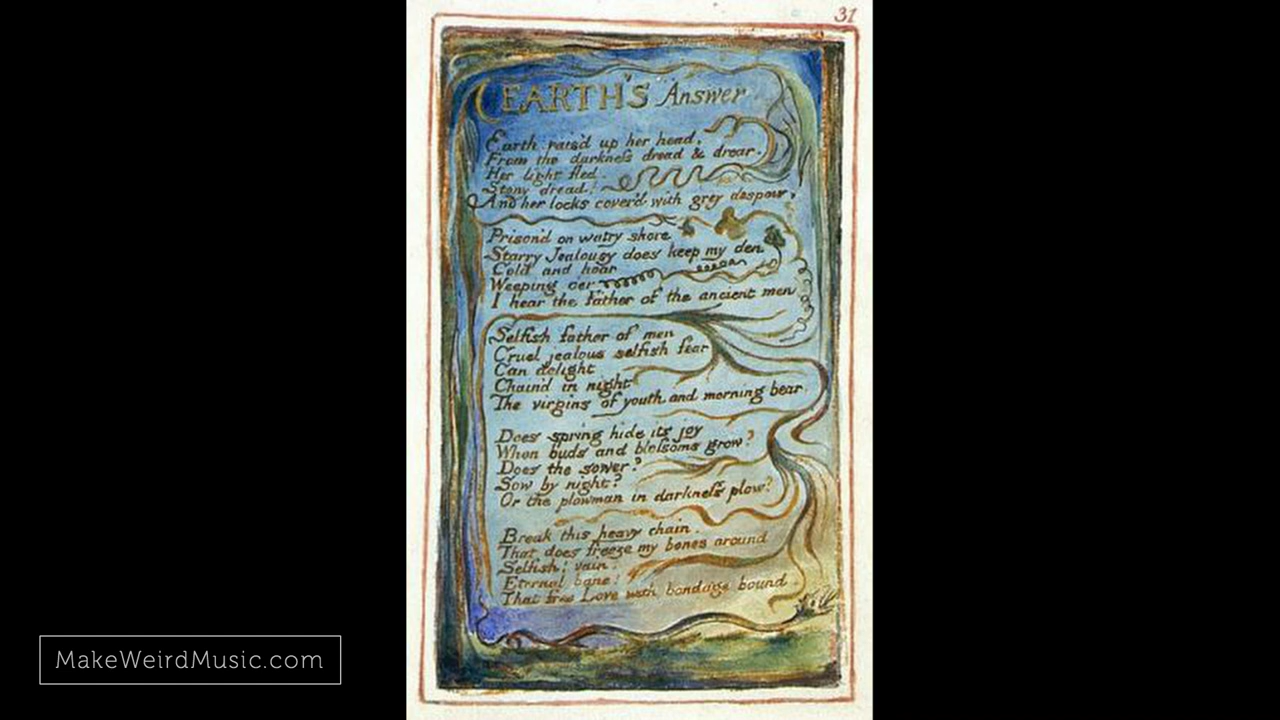 31
EARTH'S Answer
Earth rais'd up her head,
From the darkness dread & drear.
Her light fled.
Stony dread!
And her locks cover'd with grey despair.
Prison'd on watry shore
Starry Jealousy does keep my den
Cold and hoar
Weeping o'er
I hear the father of the ancient men
Selfish father of men
Cruel jealous selfish fear
Can delight
Chain'd in night
The virgins of youth and morning bear.
Does spring hide its joy
When buds and blossoms grow?
Does the sower?
Sow by night?
Or the plowman in darkness plow?
Break this heavy chain.
That does freeze my bones around
Selfish! vain.
Eternal bane!
That free Love with bondage bound.
MakeWeirdMusic.com